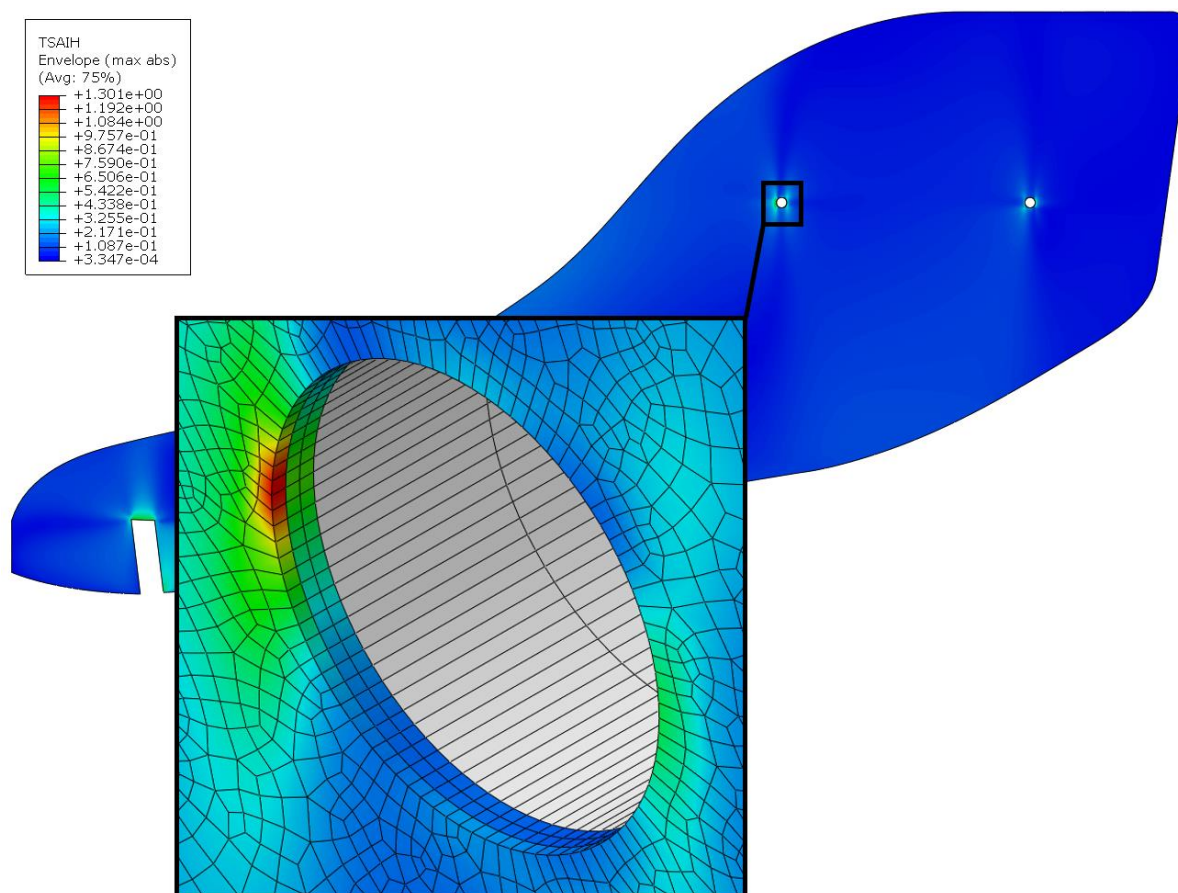 TSAIH
Envelope (max abs)
(Avg: 75%)
+1.301e+00
+1.192e+00
+1.084e+00
+9.757e-01
+8.674e-01
+7.590e-01
+6.506e-01
+5.422e-01
+4.338e-01
+3.255e-01
+2.171e-01
+1.087e-01
+3.347e-04